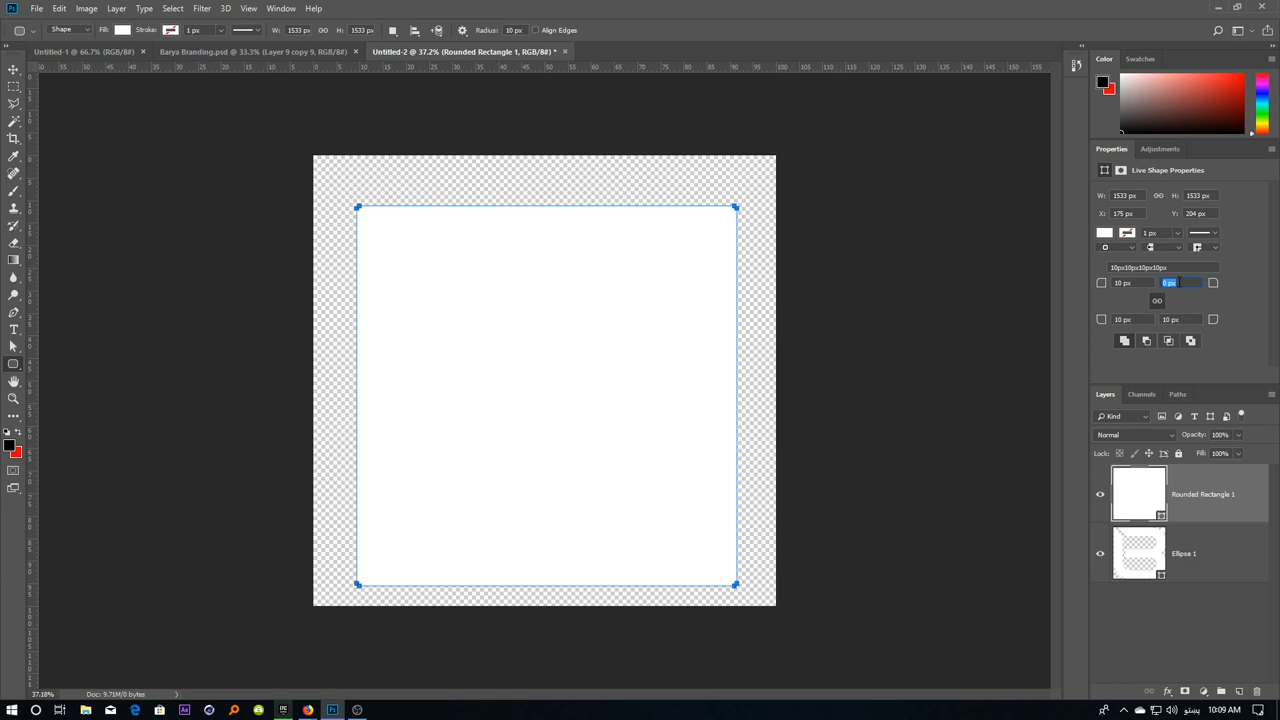 Ps File Edit Image Layer Type Select Filter 3D View Window Help
Shape Fill: Stroke: 1 px W: 1533 px H: 1533 px Radius: 10 px Align Edges
Untitled-1 @ 66.7% (RGB/8#) Barya Branding.psd @ 33.3% (Layer 9 copy 9, RGB/8#) Untitled-2 @ 37.2% (Rounded Rectangle 1, RGB/8#) *
Color Swatches
Properties Adjustments
Live Shape Properties
W: 1533 px H: 1533 px
X: 175 px Y: 204 px
1 px
10px10px10px10px
10 px 0 px
10 px 10 px
Layers Channels Paths
Kind
Normal Opacity: 100%
Lock: Fill: 100%
Rounded Rectangle 1
Ellipse 1
37.18% Doc: 9.71M/0 bytes
پښتو 10:09 AM